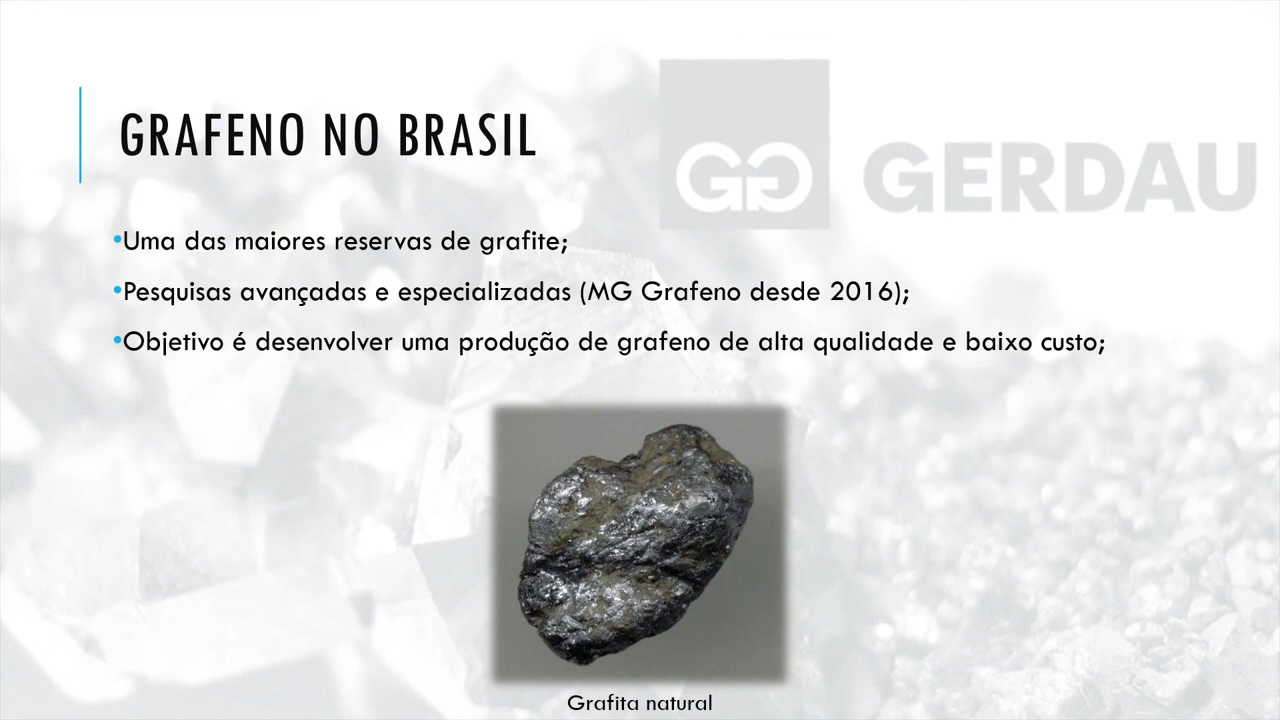 GRAFENO NO BRASIL
GG GERDAU
•Uma das maiores reservas de grafite;
•Pesquisas avançadas e especializadas (MG Grafeno desde 2016);
•Objetivo é desenvolver uma produção de grafeno de alta qualidade e baixo custo;
Grafita natural